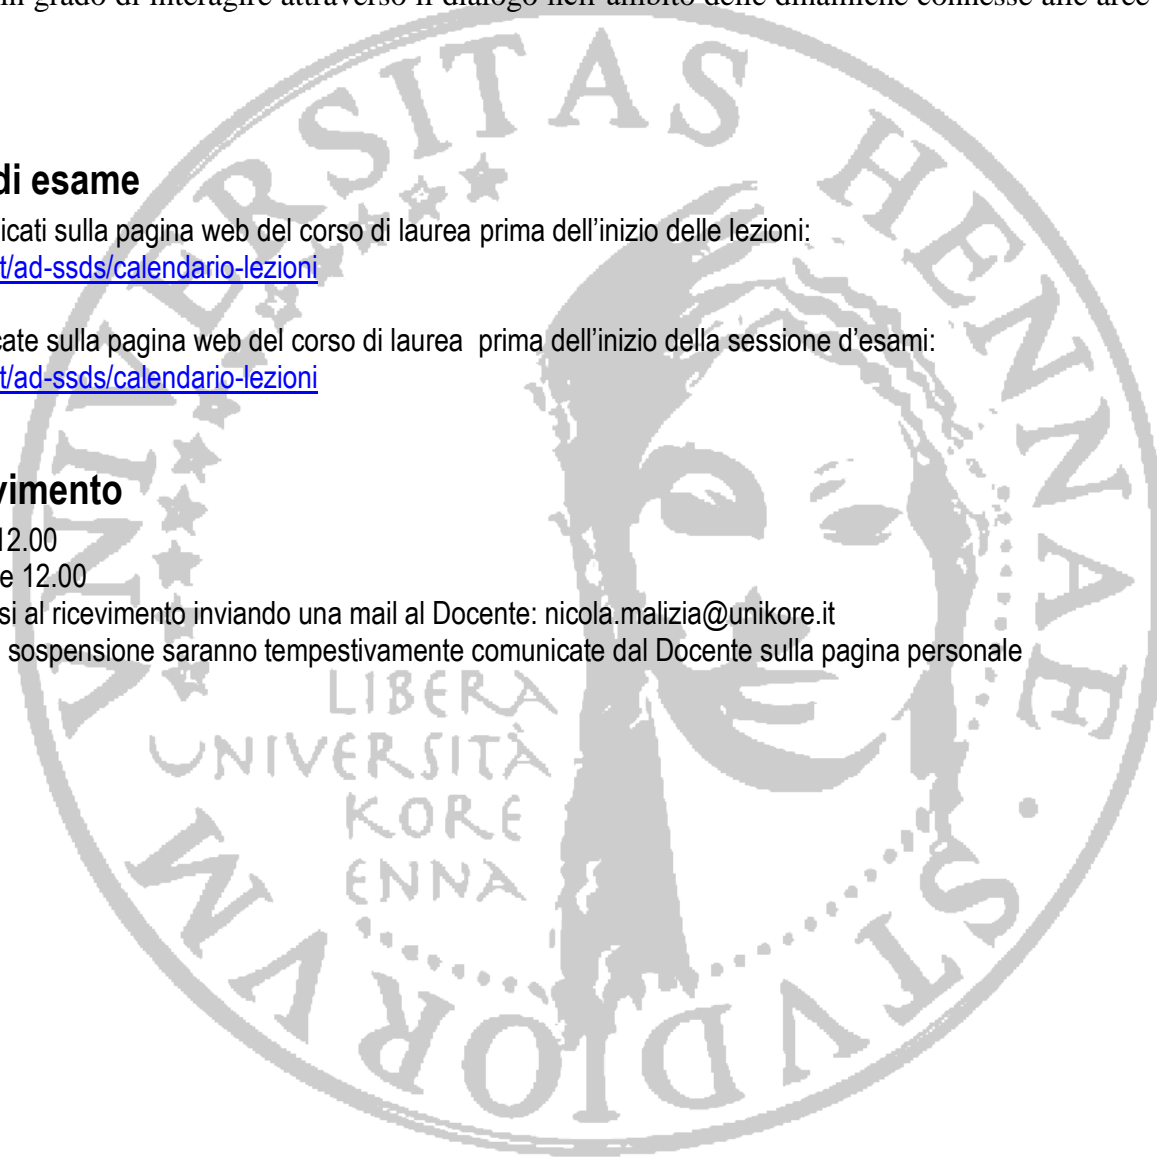 in grado di interagire attraverso il dialogo nell'ambito delle dinamiche connesse alle aree
di esame
icati sulla pagina web del corso di laurea prima dell'inizio delle lezioni:
t/ad-ssds/calendario-lezioni
cate sulla pagina web del corso di laurea  prima dell'inizio della sessione d'esami:
t/ad-ssds/calendario-lezioni
vimento
12.00
e 12.00
si al ricevimento inviando una mail al Docente: nicola.malizia@unikore.it
sospensione saranno tempestivamente comunicate dal Docente sulla pagina personale
VNIVERSITAS HENNAE · STVDIORVM
LIBERA
UNIVERSITÀ
KORE
ENNA